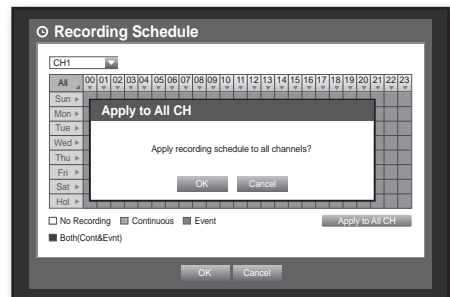 Recording Schedule
CH1
All 00 01 02 03 04 05 06 07 08 09 10 11 12 13 14 15 16 17 18 19 20 21 22 23
Sun
Mon
Apply to All CH
Tue
Wed
Apply recording schedule to all channels?
Thu
Fri
OK Cancel
Sat
Hol
No Recording Continuous Event Apply to All CH
Both(Cont&Evnt)
OK Cancel